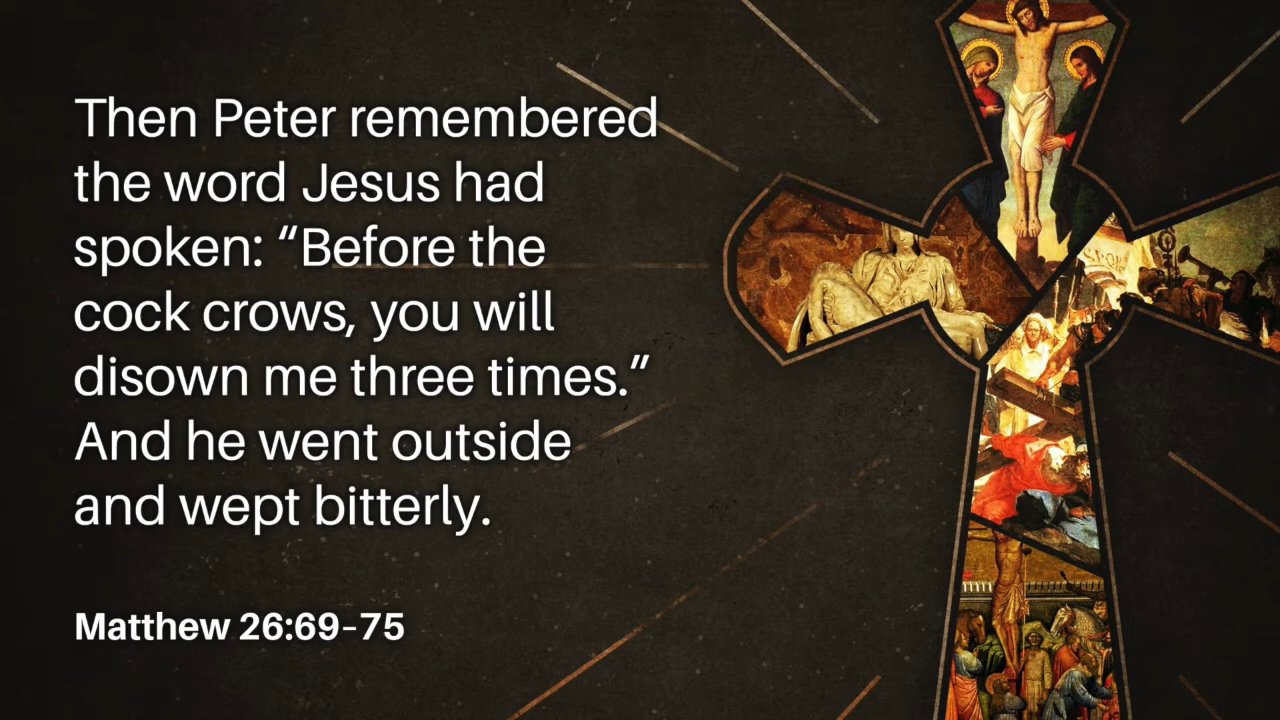 Then Peter remembered
the word Jesus had
spoken: “Before the
cock crows, you will
disown me three times.”
And he went outside
and wept bitterly.
Matthew 26:69–75
SPQR